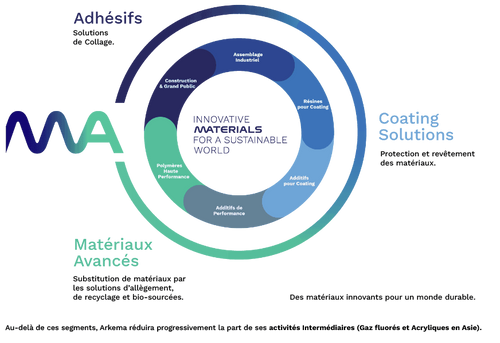 Adhésifs
Solutions
de Collage.
Assemblage
Industriel
Construction
& Grand Public
Résines
pour Coating
INNOVATIVE
MATERIALS
FOR A SUSTAINABLE
WORLD
Coating
Solutions
Protection et revêtement
des matériaux.
Polymères
Haute
Performance
Additifs
pour Coating
Additifs de
Performance
Matériaux
Avancés
Substitution de matériaux par
les solutions d'allègement,
de recyclage et bio-sourcées.
Des matériaux innovants pour un monde durable.
Au-delà de ces segments, Arkema réduira progressivement la part de ses activités Intermédiaires (Gaz fluorés et Acryliques en Asie).